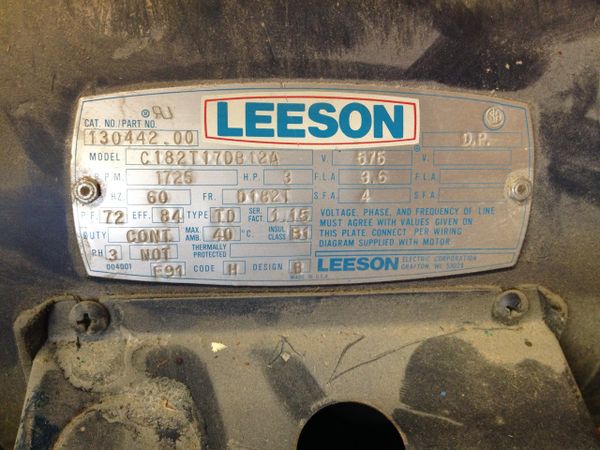 LEESON
CAT. NO./PART NO.
130442.00
D.P.
MODEL C182T17DB12A V. 575 V.
R.P.M. 1725 H.P. 3 F.L.A. 3.6 F.L.A.
HZ. 60 FR. D182T S.F.A. 4 S.F.A.
P.F. 72 EFF. 84 TYPE TD SER. FACT. 1.15
DUTY CONT. MAX. AMB. 40 °C. INSUL CLASS B1
PH 3 NOT THERMALLY PROTECTED
004001 F91 CODE H DESIGN B
MADE IN U.S.A.
VOLTAGE, PHASE, AND FREQUENCY OF LINE
MUST AGREE WITH VALUES GIVEN ON
THIS PLATE CONNECT PER WIRING
DIAGRAM SUPPLIED WITH MOTOR
LEESON ELECTRIC CORPORATION
GRAFTON, WI. 53024